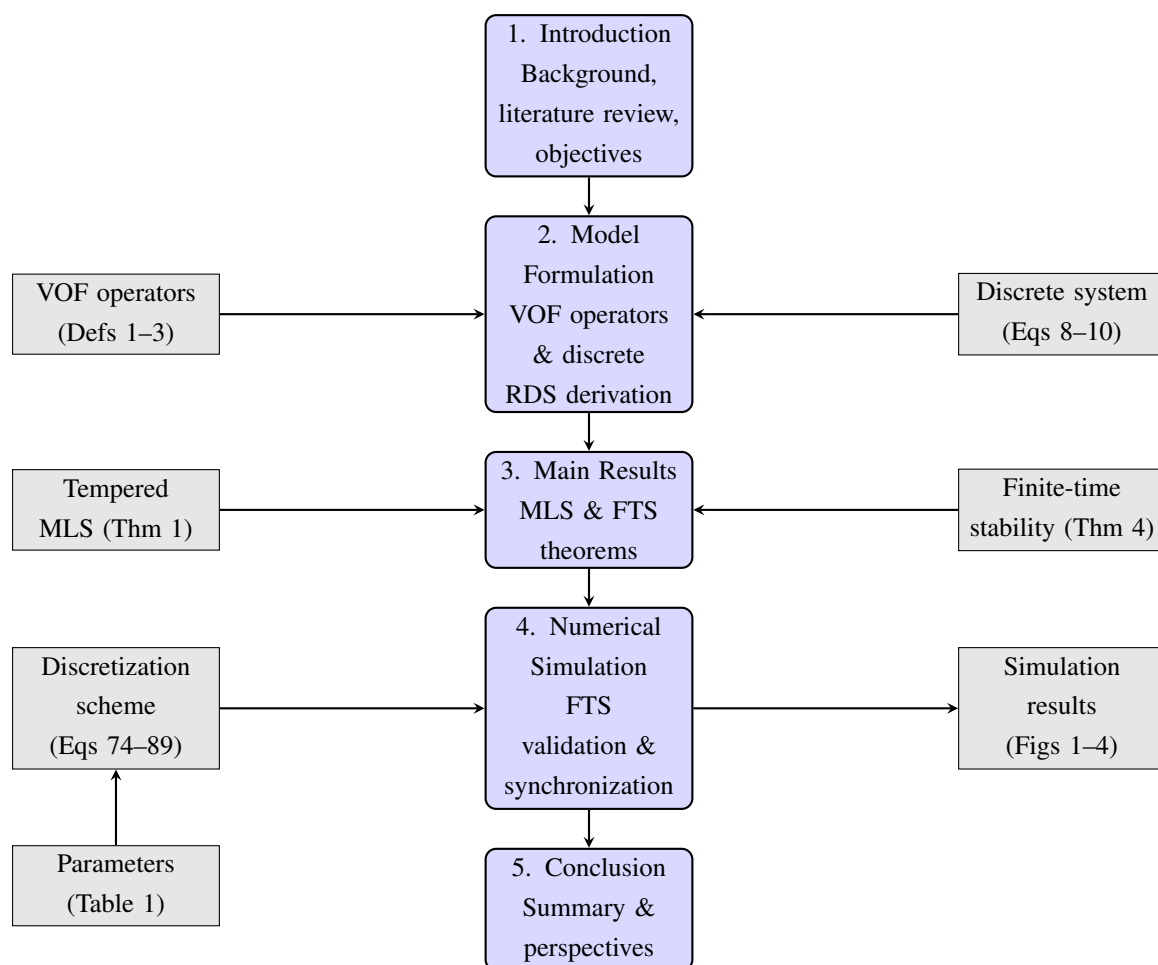 1. Introduction
Background,
literature review,
objectives
2. Model
Formulation
VOF operators
& discrete
RDS derivation
VOF operators
(Defs 1–3)
Discrete system
(Eqs 8–10)
3. Main Results
MLS & FTS
theorems
Tempered
MLS (Thm 1)
Finite-time
stability (Thm 4)
4. Numerical
Simulation
FTS
validation &
synchronization
Discretization
scheme
(Eqs 74–89)
Simulation
results
(Figs 1–4)
Parameters
(Table 1)
5. Conclusion
Summary &
perspectives